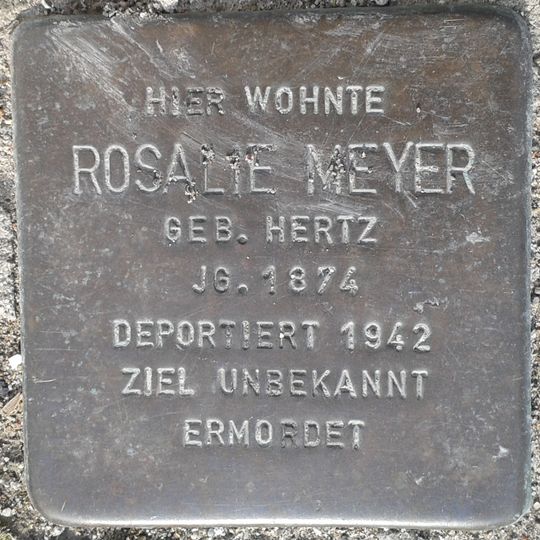 HIER WOHNTE
ROSALIE MEYER
GEB. HERTZ
JG. 1874
DEPORTIERT 1942
ZIEL UNBEKANNT
ERMORDET